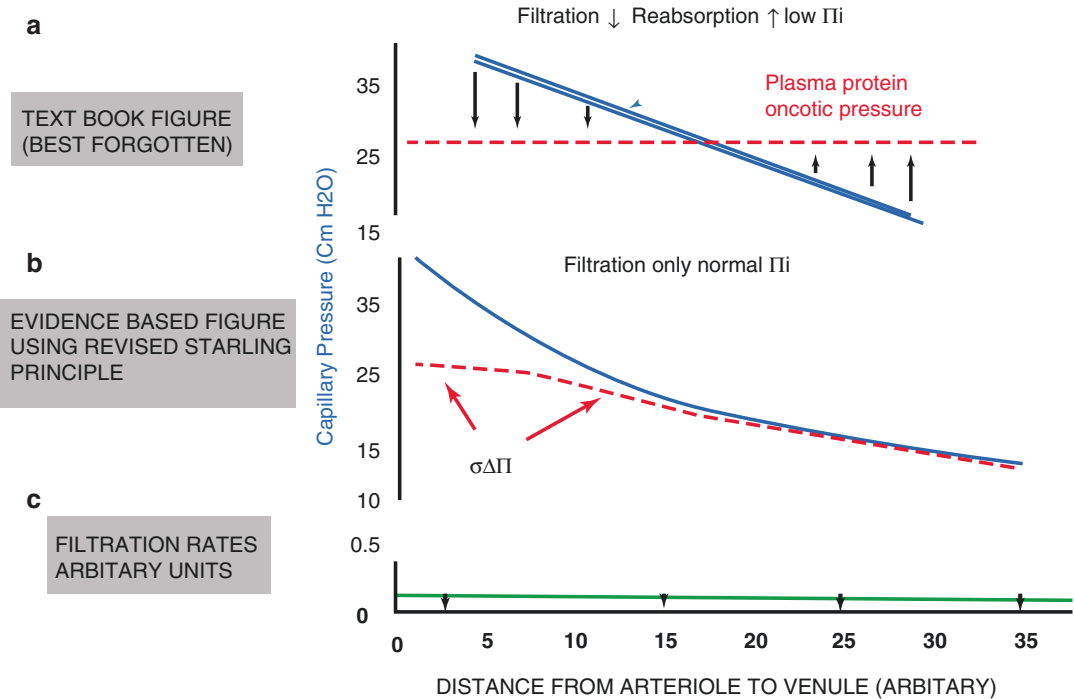 a
Filtration ↓ Reabsorption ↑ low Πi
TEXT BOOK FIGURE
(BEST FORGOTTEN)
35
25
15
Plasma protein
oncotic pressure
Capillary Pressure (Cm H2O)
b
Filtration only normal Πi
EVIDENCE BASED FIGURE
USING REVISED STARLING
PRINCIPLE
35
25
15
10
σΔΠ
c
FILTRATION RATES
ARBITARY UNITS
0.5
0
0 5 10 15 20 25 30 35
DISTANCE FROM ARTERIOLE TO VENULE (ARBITARY)